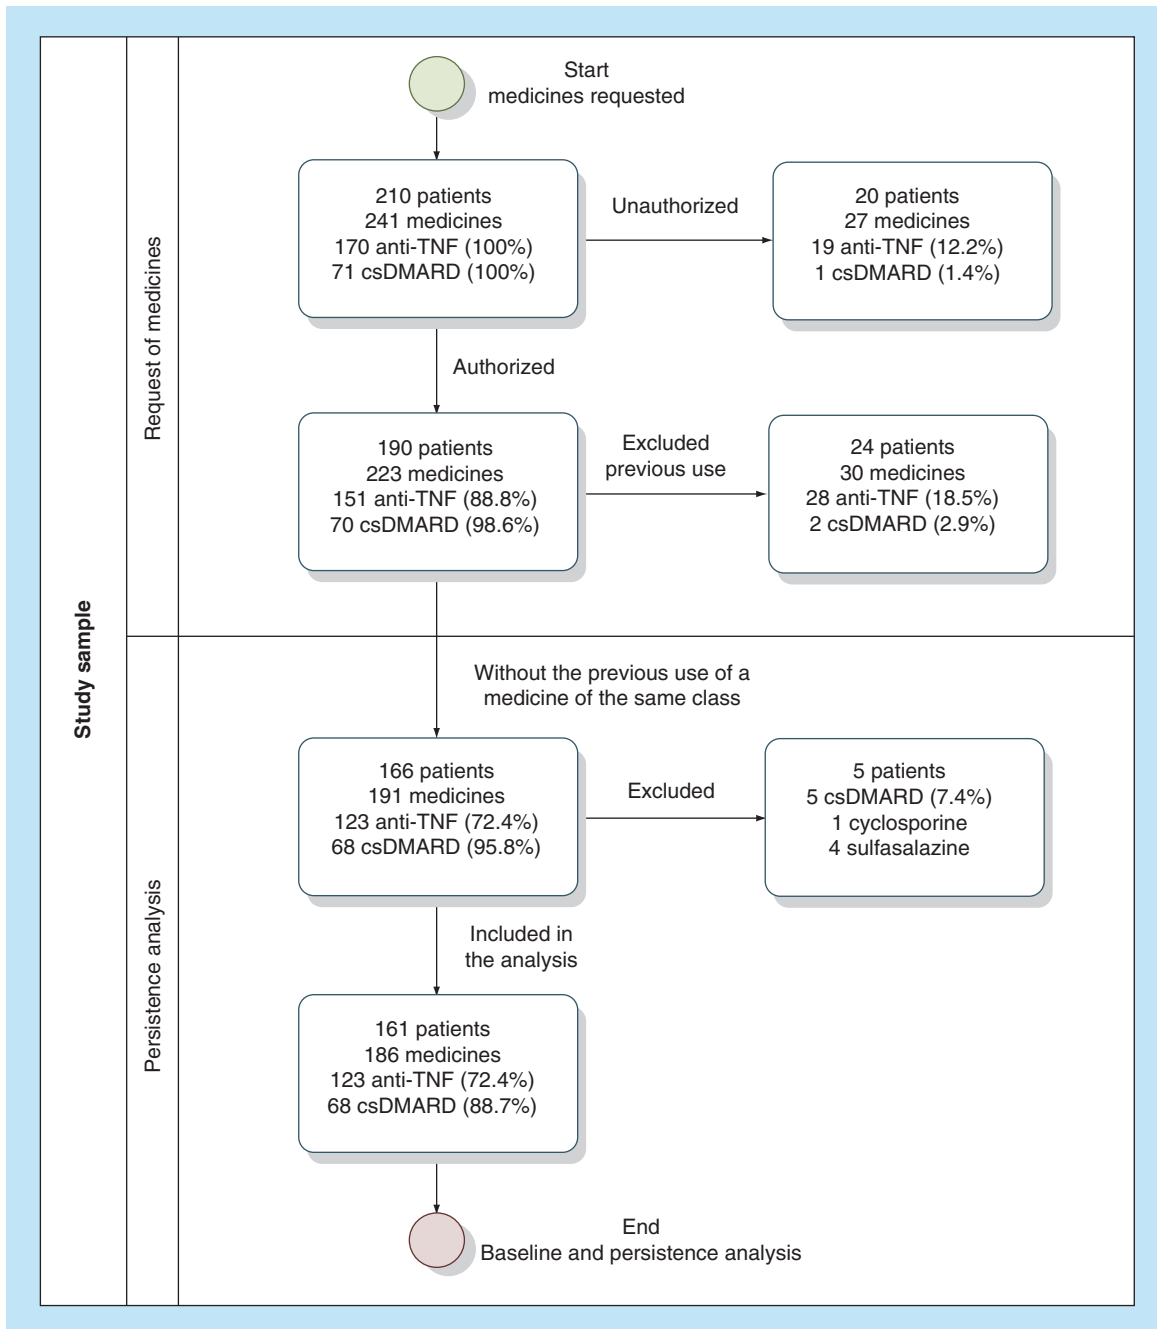 Study sample
Request of medicines
Start
medicines requested
210 patients
241 medicines
170 anti-TNF (100%)
71 csDMARD (100%)
Unauthorized
20 patients
27 medicines
19 anti-TNF (12.2%)
1 csDMARD (1.4%)
Authorized
190 patients
223 medicines
151 anti-TNF (88.8%)
70 csDMARD (98.6%)
Excluded
previous use
24 patients
30 medicines
28 anti-TNF (18.5%)
2 csDMARD (2.9%)
Persistence analysis
Without the previous use of a
medicine of the same class
166 patients
191 medicines
123 anti-TNF (72.4%)
68 csDMARD (95.8%)
Excluded
5 patients
5 csDMARD (7.4%)
1 cyclosporine
4 sulfasalazine
Included in
the analysis
161 patients
186 medicines
123 anti-TNF (72.4%)
68 csDMARD (88.7%)
End
Baseline and persistence analysis